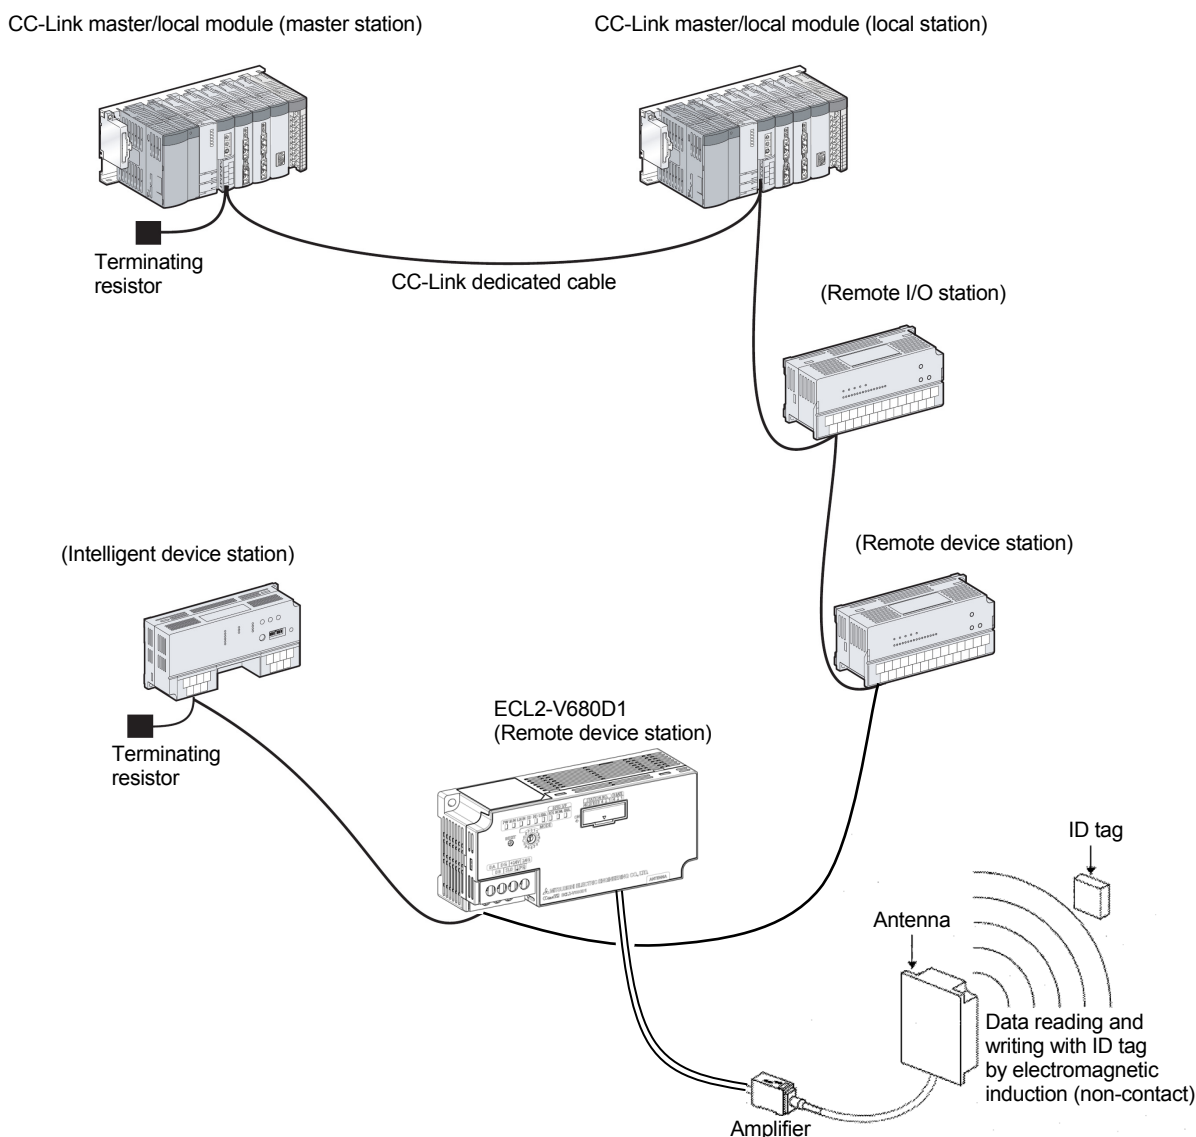 CC-Link master/local module (master station)
CC-Link master/local module (local station)
Terminating
resistor
CC-Link dedicated cable
(Remote I/O station)
(Intelligent device station)
(Remote device station)
Terminating
resistor
ECL2-V680D1
(Remote device station)
ID tag
Antenna
Data reading and
writing with ID tag
by electromagnetic
induction (non-contact)
Amplifier